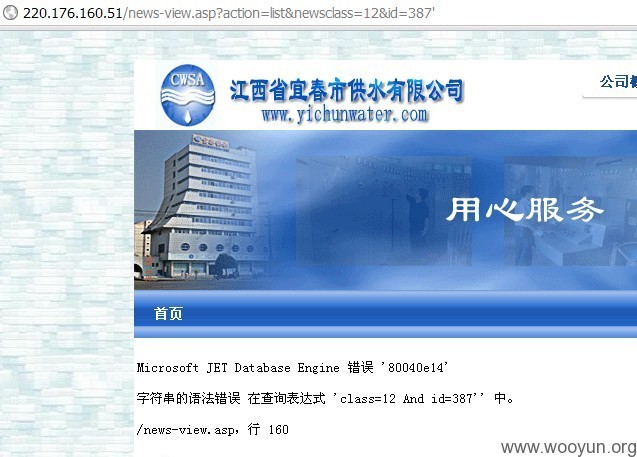 220.176.160.51/news-view.asp?action=list&newsclass=12&id=387'
CWSA
江西省宜春市供水有限公司
www.yichunwater.com
公司
用心服务
首页
Microsoft JET Database Engine 错误 '80040e14'
字符串的语法错误 在查询表达式 'class=12 And id=387'' 中。
/news-view.asp，行 160
www.wooyun.org